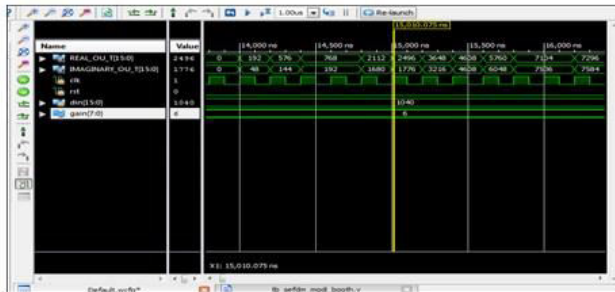 1.00us Re-launch
15,010.075 ns
Name Value 14,000 ns 14,500 ns 15,000 ns 15,500 ns 16,000 ns
REAL_OU_T[15:0] 2496 0 192 576 768 2112 2496 3648 4608 5760 7104 7296
IMAGINARY_OU_T[15:0] 1776 0 48 144 192 1680 1776 3216 4608 6048 7584
clk 1
rst 0
din[15:0] 1040 1040
gain[7:0] 6 6
X1: 15,010.075 ns
Default.wcfg* tb_sefdm_modi_booth.v